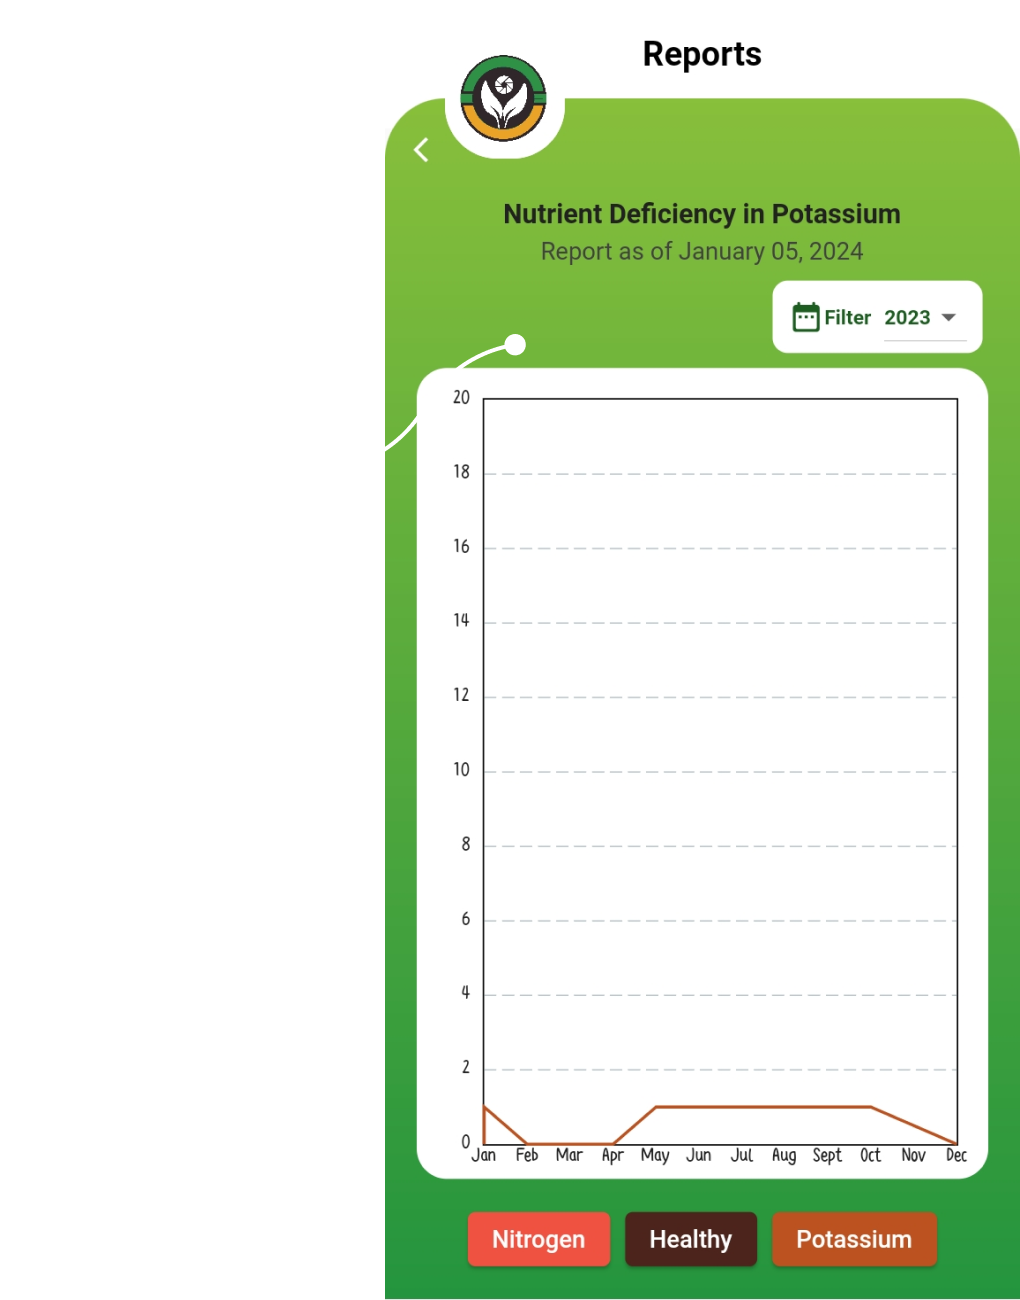 Reports
Nutrient Deficiency in Potassium
Report as of January 05, 2024
Filter 2023
20
18
16
14
12
10
8
6
4
2
0
Jan Feb Mar Apr May Jun Jul Aug Sept Oct Nov Dec
Nitrogen Healthy Potassium